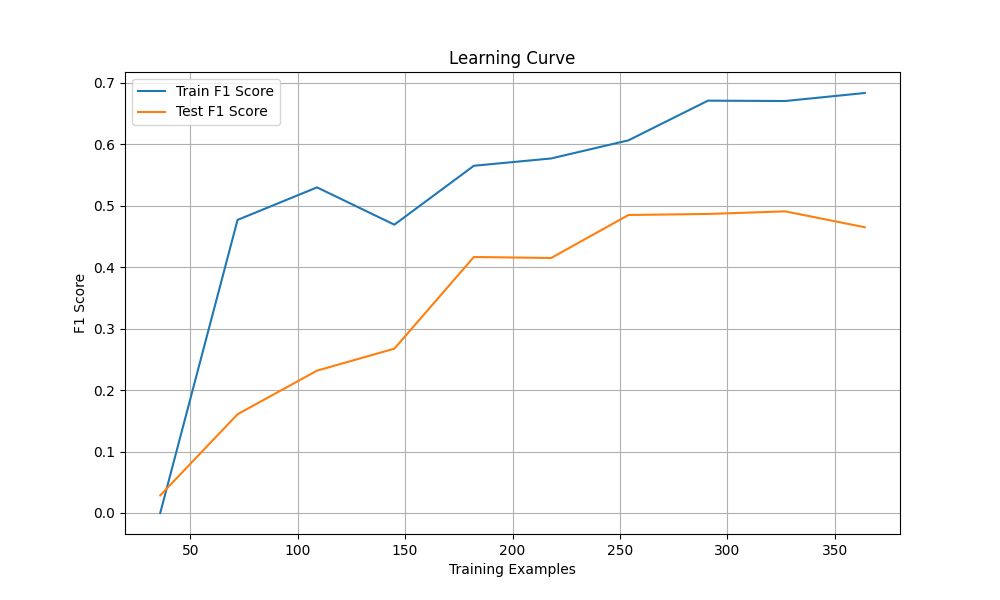 Learning Curve
Train F1 Score
Test F1 Score
F1 Score
0.7
0.6
0.5
0.4
0.3
0.2
0.1
0.0
50 100 150 200 250 300 350
Training Examples